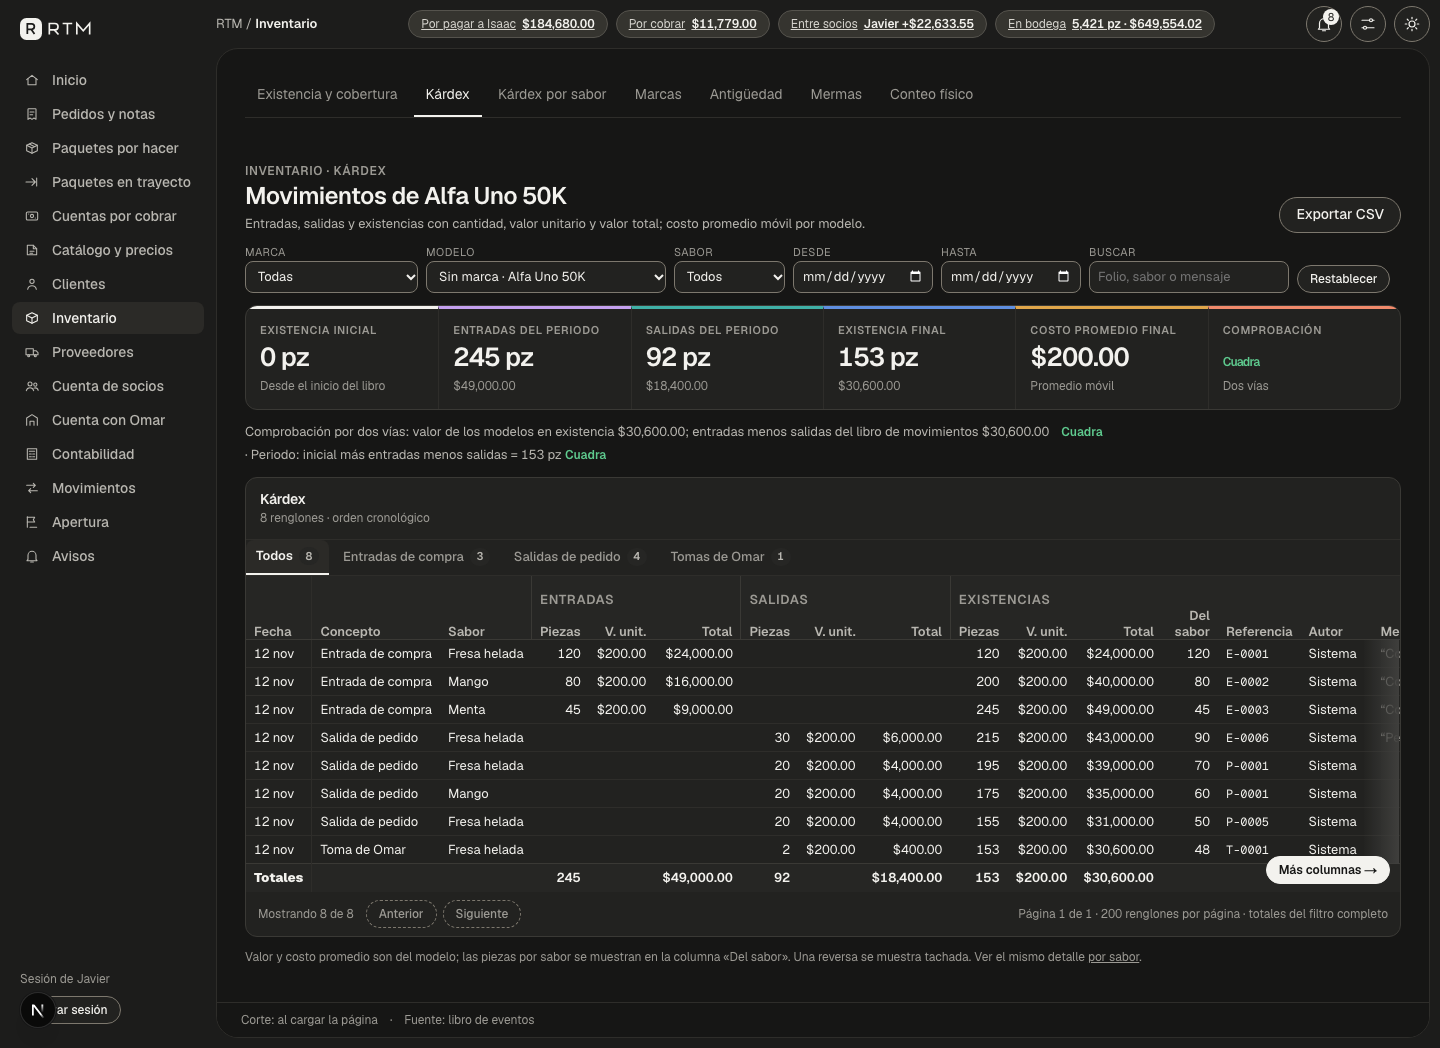 R RTM
RTM / Inventario
Por pagar a Isaac $184,680.00
Por cobrar $11,779.00
Entre socios Javier +$22,633.55
En bodega 5,421 pz · $649,554.02
8
Inicio
Pedidos y notas
Paquetes por hacer
Paquetes en trayecto
Cuentas por cobrar
Catálogo y precios
Clientes
Inventario
Proveedores
Cuenta de socios
Cuenta con Omar
Contabilidad
Movimientos
Apertura
Avisos
Sesión de Javier
N ar sesión
Existencia y cobertura Kárdex Kárdex por sabor Marcas Antigüedad Mermas Conteo físico
INVENTARIO · KÁRDEX
Movimientos de Alfa Uno 50K
Entradas, salidas y existencias con cantidad, valor unitario y valor total; costo promedio móvil por modelo.
Exportar CSV
MARCA MODELO SABOR DESDE HASTA BUSCAR
Todas Sin marca · Alfa Uno 50K Todos mm/dd/yyyy mm/dd/yyyy Folio, sabor o mensaje Restablecer
EXISTENCIA INICIAL ENTRADAS DEL PERIODO SALIDAS DEL PERIODO EXISTENCIA FINAL COSTO PROMEDIO FINAL COMPROBACIÓN
0 pz 245 pz 92 pz 153 pz $200.00 Cuadra
Desde el inicio del libro $49,000.00 $18,400.00 $30,600.00 Promedio móvil Dos vías
Comprobación por dos vías: valor de los modelos en existencia $30,600.00; entradas menos salidas del libro de movimientos $30,600.00 Cuadra
· Periodo: inicial más entradas menos salidas = 153 pz Cuadra
Kárdex
8 renglones · orden cronológico
Todos 8 Entradas de compra 3 Salidas de pedido 4 Tomas de Omar 1
ENTRADAS SALIDAS EXISTENCIAS
Fecha Concepto Sabor Piezas V. unit. Total Piezas V. unit. Total Piezas V. unit. Total Del sabor Referencia Autor Me
12 nov Entrada de compra Fresa helada 120 $200.00 $24,000.00 120 $200.00 $24,000.00 120 E-0001 Sistema
12 nov Entrada de compra Mango 80 $200.00 $16,000.00 200 $200.00 $40,000.00 80 E-0002 Sistema
12 nov Entrada de compra Menta 45 $200.00 $9,000.00 245 $200.00 $49,000.00 45 E-0003 Sistema
12 nov Salida de pedido Fresa helada 30 $200.00 $6,000.00 215 $200.00 $43,000.00 90 E-0006 Sistema
12 nov Salida de pedido Fresa helada 20 $200.00 $4,000.00 195 $200.00 $39,000.00 70 P-0001 Sistema
12 nov Salida de pedido Mango 20 $200.00 $4,000.00 175 $200.00 $35,000.00 60 P-0001 Sistema
12 nov Salida de pedido Fresa helada 20 $200.00 $4,000.00 155 $200.00 $31,000.00 50 P-0005 Sistema
12 nov Toma de Omar Fresa helada 2 $200.00 $400.00 153 $200.00 $30,600.00 48 T-0001 Sistema
Totales 245 $49,000.00 92 $18,400.00 153 $200.00 $30,600.00
Más columnas →
Mostrando 8 de 8 Anterior Siguiente Página 1 de 1 · 200 renglones por página · totales del filtro completo
Valor y costo promedio son del modelo; las piezas por sabor se muestran en la columna «Del sabor». Una reversa se muestra tachada. Ver el mismo detalle por sabor.
Corte: al cargar la página · Fuente: libro de eventos